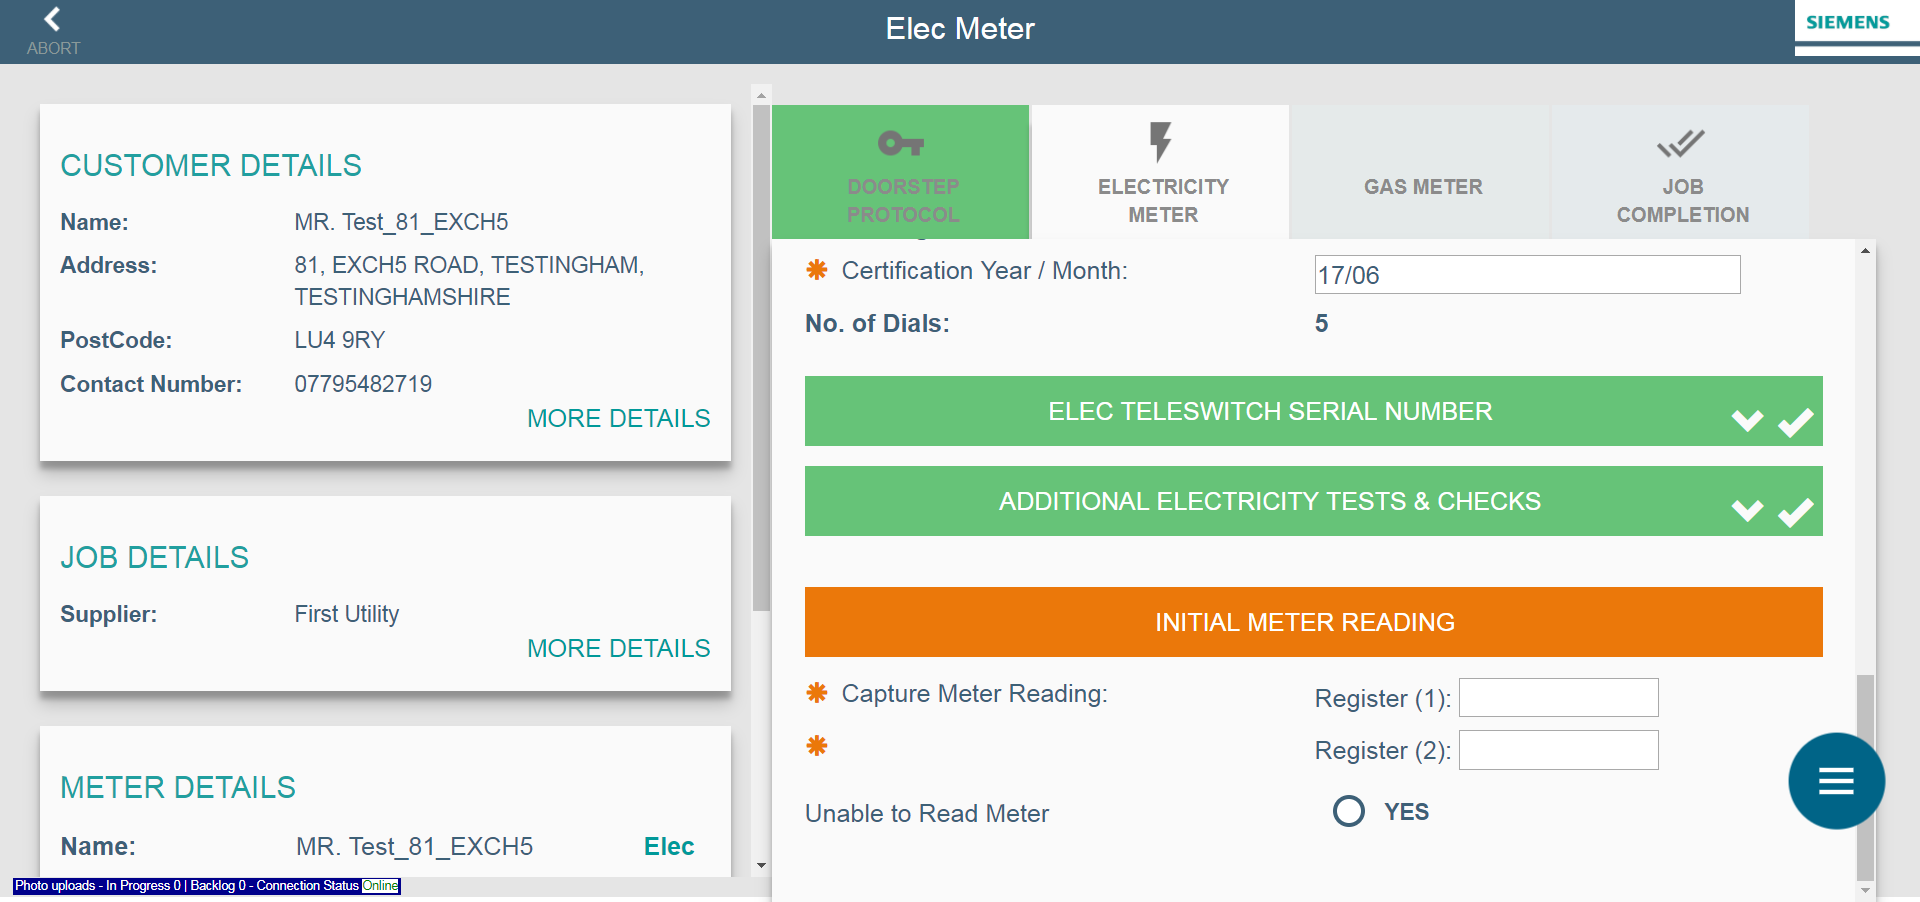 ABORT
Elec Meter
SIEMENS
CUSTOMER DETAILS
Name: MR. Test_81_EXCH5
Address: 81, EXCH5 ROAD, TESTINGHAM,
TESTINGHAMSHIRE
PostCode: LU4 9RY
Contact Number: 07795482719
MORE DETAILS
JOB DETAILS
Supplier: First Utility
MORE DETAILS
METER DETAILS
Name: MR. Test_81_EXCH5 Elec
Photo uploads - In Progress 0 | Backlog 0 - Connection Status Online
DOORSTEP
PROTOCOL
ELECTRICITY
METER
GAS METER
JOB
COMPLETION
Certification Year / Month: 17/06
No. of Dials: 5
ELEC TELESWITCH SERIAL NUMBER
ADDITIONAL ELECTRICITY TESTS & CHECKS
INITIAL METER READING
Capture Meter Reading: Register (1):
Register (2):
Unable to Read Meter YES